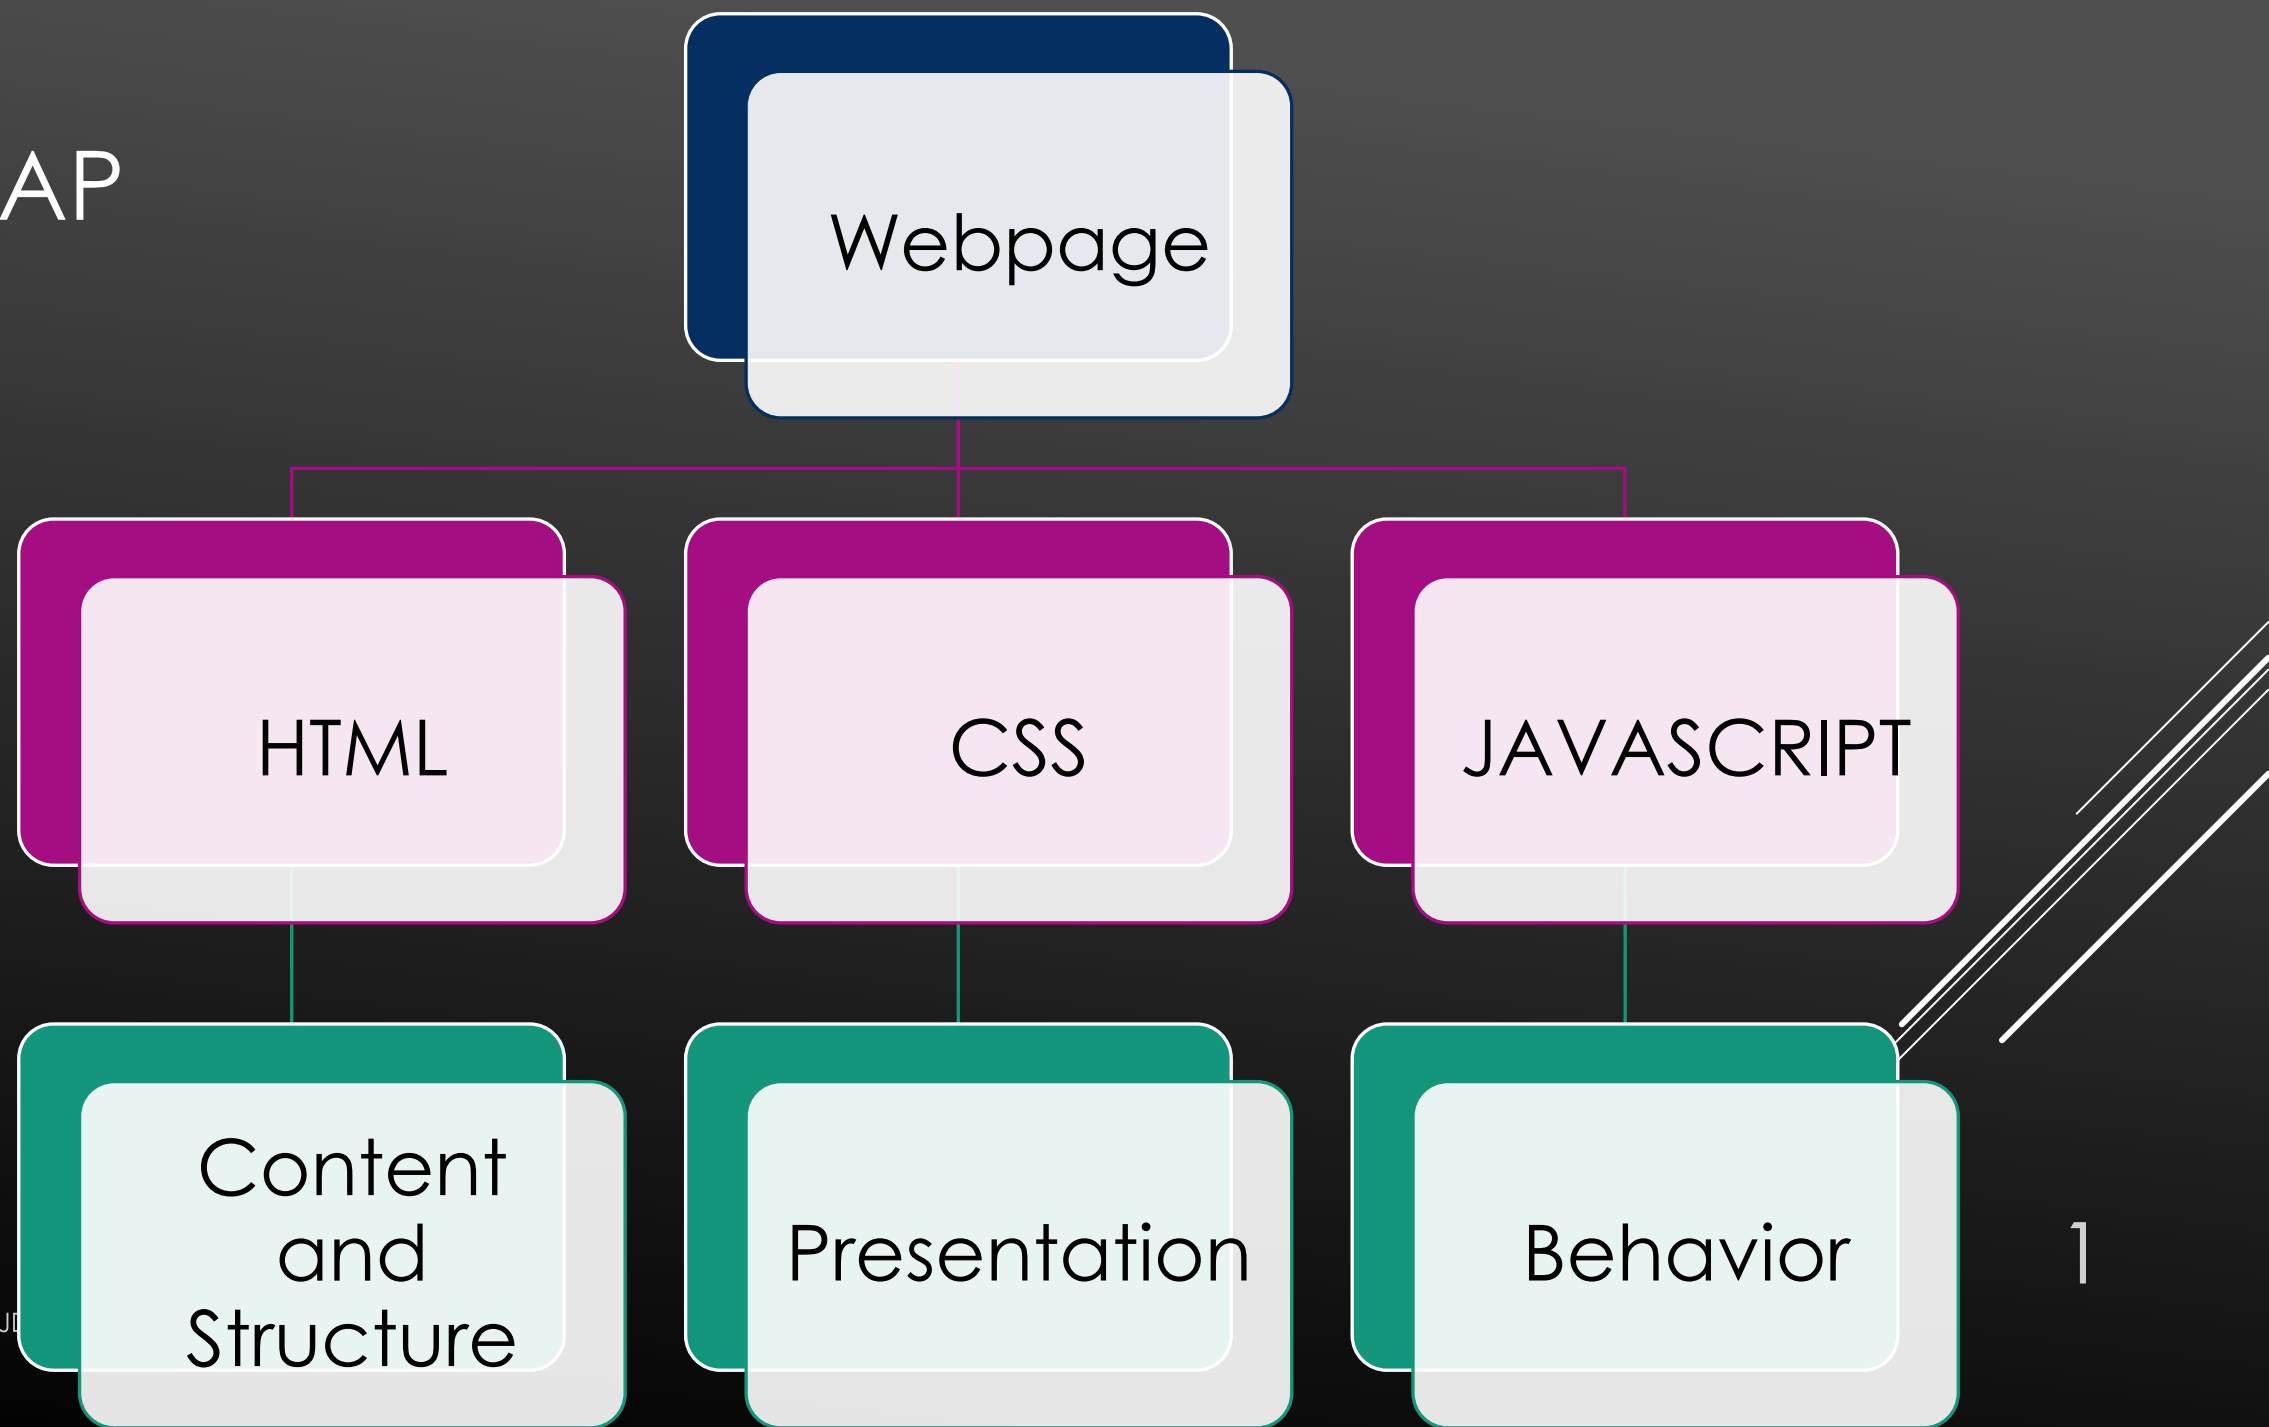 AP
Webpage
HTML
CSS
JAVASCRIPT
Content
and
Structure
Presentation
Behavior
1